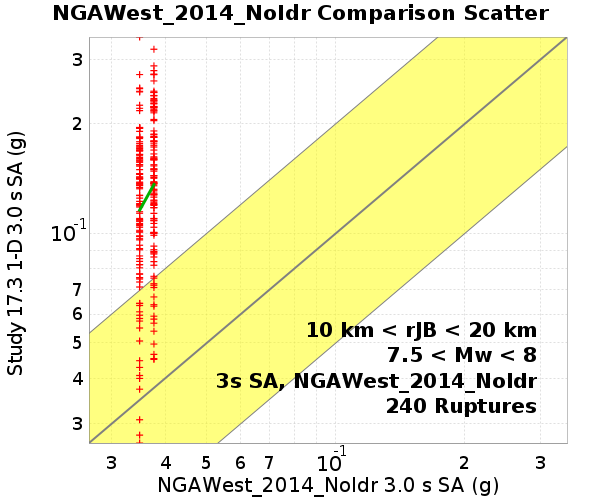 NGAWest_2014_NoIdr Comparison Scatter
Study 17.3 1-D 3.0 s SA (g)
3
2
10^-1
7
6
5
4
3
10 km < rJB < 20 km
7.5 < Mw < 8
3s SA, NGAWest_2014_NoIdr
240 Ruptures
3 4 5 6 7 10^-1 2 3
NGAWest_2014_NoIdr 3.0 s SA (g)